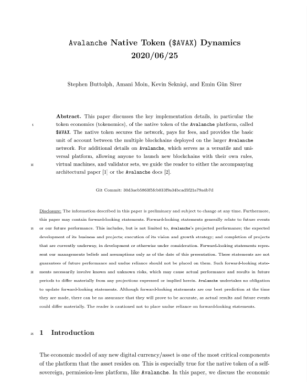 Avalanche Native Token ($AVAX) Dynamics
2020/06/25
Stephen Buttolph, Amani Moin, Kevin Sekniqi, and Emin Gün Sirer
Abstract. This paper discusses the key implementation details, in particular the
token economics (tokenomics), of the native token of the Avalanche platform, called
$AVAX. The native token secures the network, pays for fees, and provides the basic
unit of account between the multiple blockchains deployed on the larger Avalanche
network. For additional details on Avalanche, which serves as a versatile and uni-
versal platform, allowing anyone to launch new blockchains with their own rules,
virtual machines, and validator sets, we guide the reader to either the accompanying
architectural paper [1] or the Avalanche docs [2].
Git Commit:
Disclosure: The information described in this paper is preliminary and subject to change at any time. Furthermore,
this paper may contain forward-looking statements. Forward-looking statements generally relate to future events
or our future performance. This includes, but is not limited to, Avalanche's projected performance; the expected
development of its business and projects; execution of its vision and growth strategy; and completion of projects
that are currently underway, in development or otherwise under consideration. Forward-looking statements repre-
sent our managements beliefs and assumptions only as of the date of this presentation. These statements are not
guarantees of future performance and undue reliance should not be placed on them. Such forward-looking state-
ments necessarily involve known and unknown risks, which may cause actual performance and results in future
periods to differ materially from any projections expressed or implied herein. Avalanche undertakes no obligation
to update forward-looking statements. Although forward-looking statements are our best prediction at the time
they are made, there can be no assurance that they will prove to be accurate, as actual results and future events
could differ materially. The reader is cautioned not to place undue reliance on forward-looking statements.
1 Introduction
The economic model of any new digital currency/asset is one of the most critical components
of the platform that the asset resides on. This is especially true for the native token of a self-
sovereign, permission-less platform, like Avalanche. In this paper, we discuss the economic